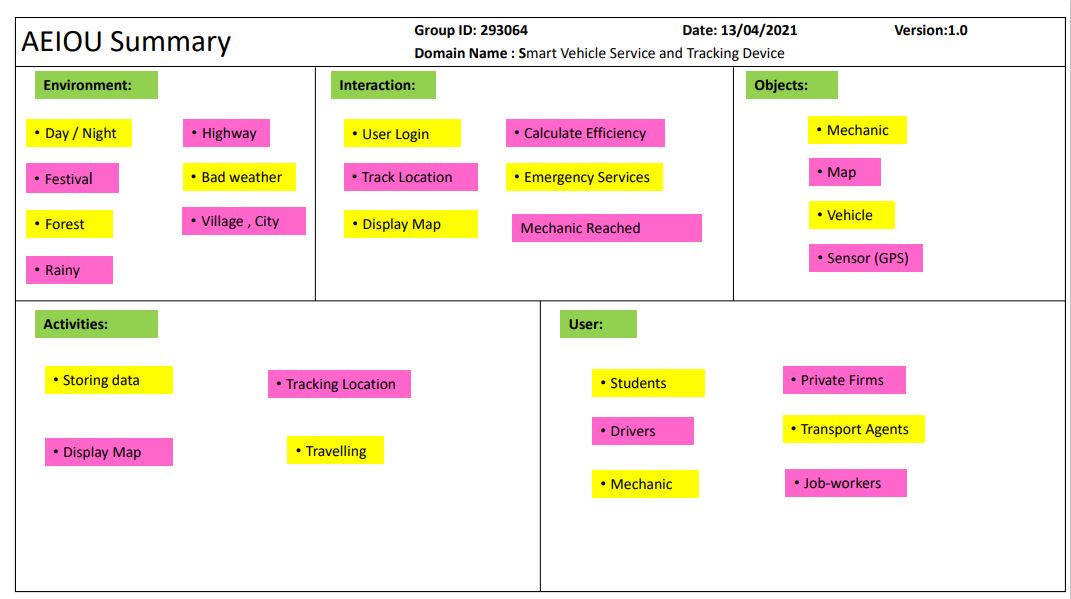 AEIOU Summary
Group ID: 293064 Date: 13/04/2021 Version:1.0
Domain Name : Smart Vehicle Service and Tracking Device
Environment:
• Day / Night
• Highway
• Festival
• Bad weather
• Forest
• Village , City
• Rainy
Interaction:
• User Login
• Calculate Efficiency
• Track Location
• Emergency Services
• Display Map
Mechanic Reached
Objects:
• Mechanic
• Map
• Vehicle
• Sensor (GPS)
Activities:
• Storing data
• Tracking Location
• Display Map
• Travelling
User:
• Students
• Private Firms
• Drivers
• Transport Agents
• Mechanic
• Job-workers